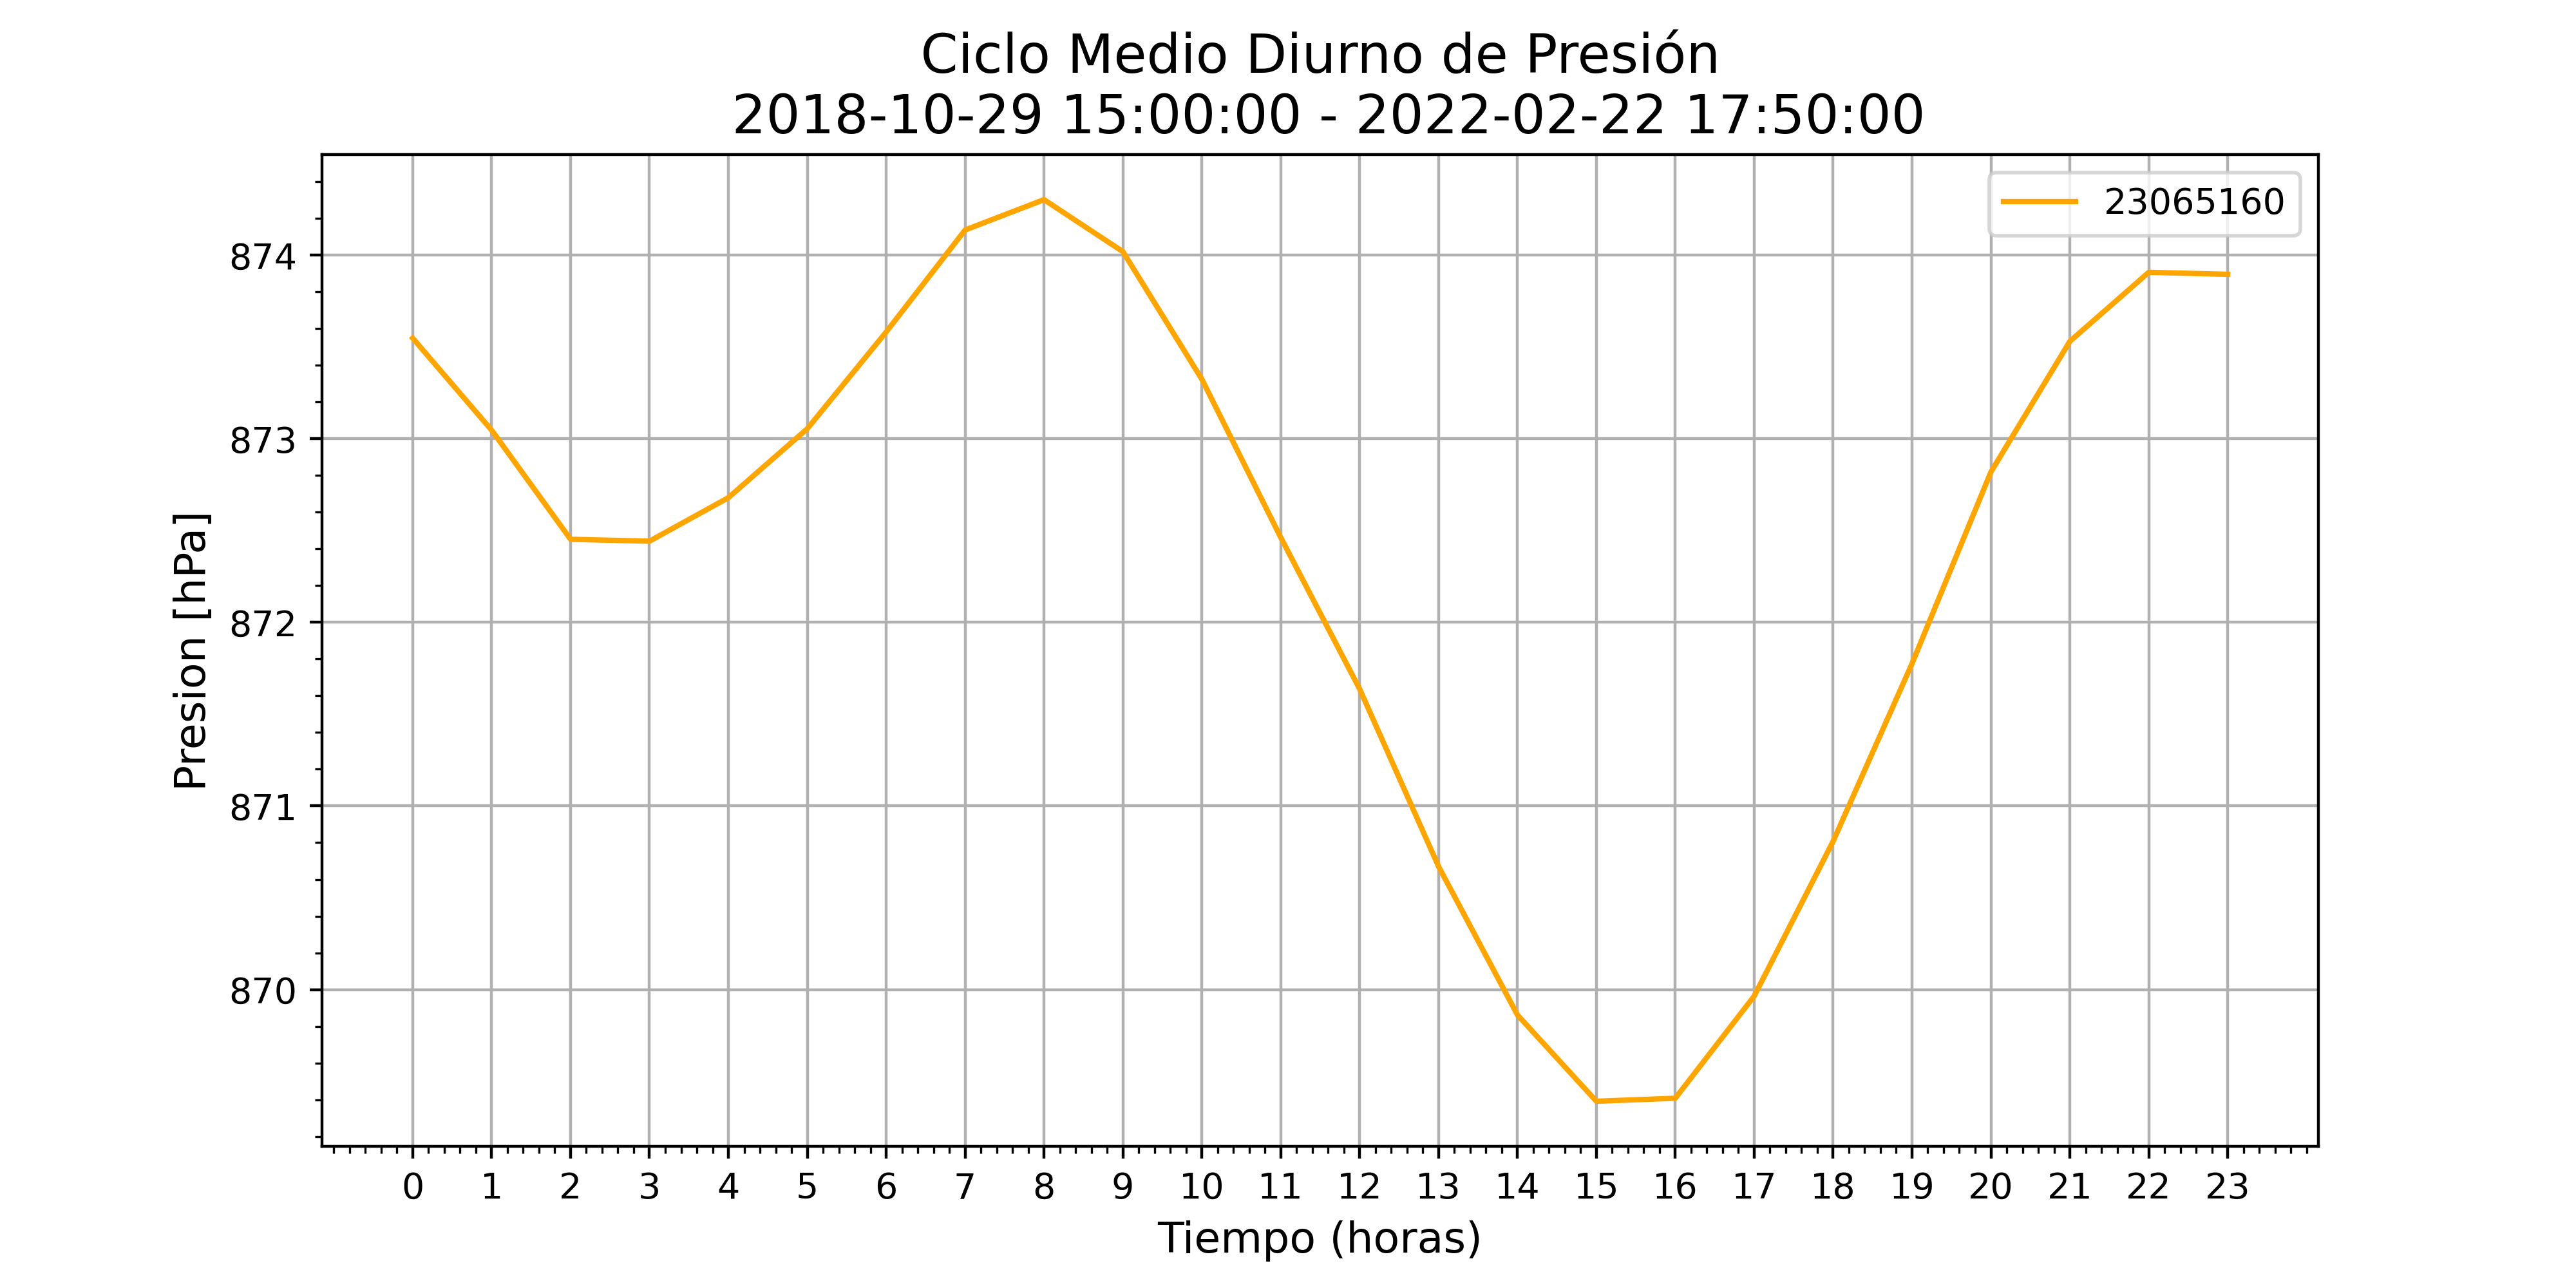 Ciclo Medio Diurno de Presión
2018-10-29 15:00:00 - 2022-02-22 17:50:00
23065160
874
873
872
871
870
Presion [hPa]
0 1 2 3 4 5 6 7 8 9 10 11 12 13 14 15 16 17 18 19 20 21 22 23
Tiempo (horas)